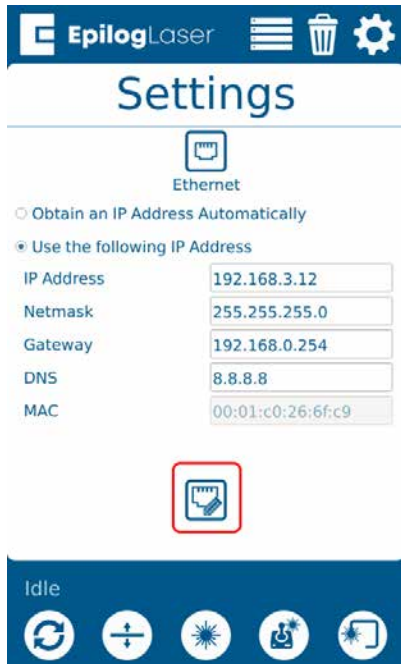 EpilogLaser
Settings
Ethernet
Obtain an IP Address Automatically
Use the following IP Address
IP Address 192.168.3.12
Netmask 255.255.255.0
Gateway 192.168.0.254
DNS 8.8.8.8
MAC 00:01:c0:26:6f:c9
Idle